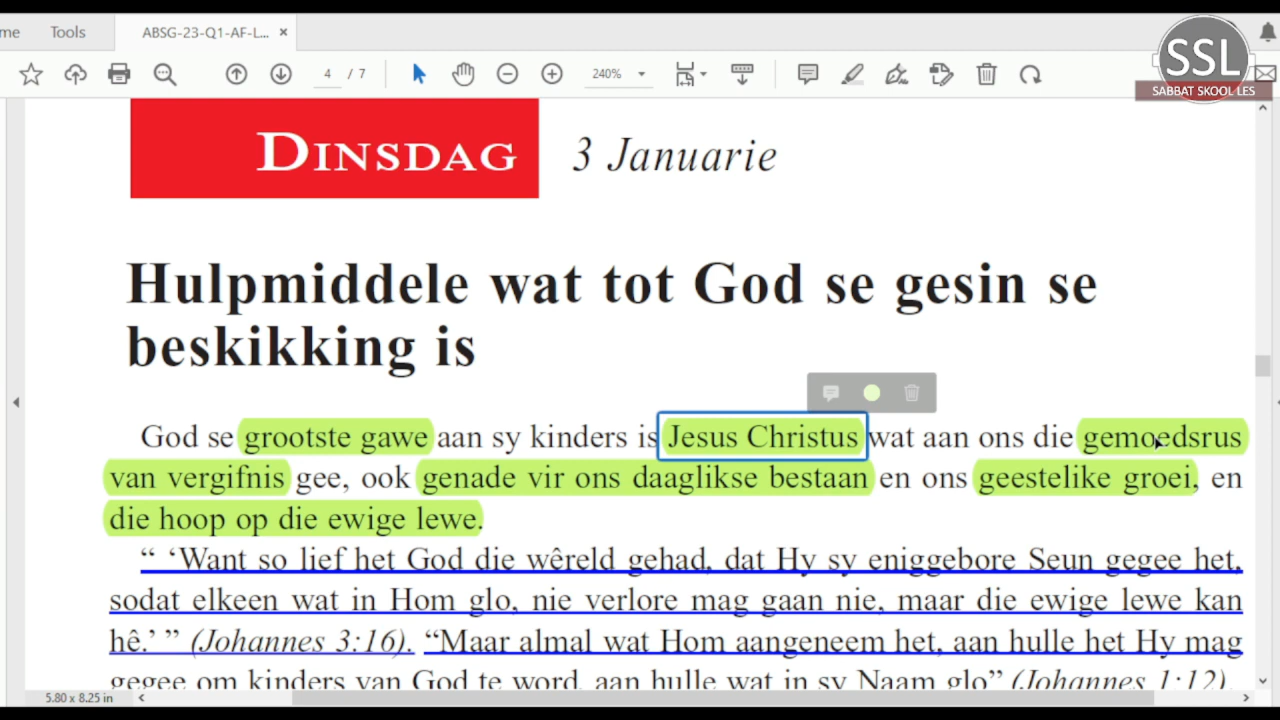 me Tools ABSG-23-Q1-AF-L... ×
SSL
SABBAT SKOOL LES
4 / 7 240%
DINSDAG 3 Januarie
Hulpmiddele wat tot God se gesin se
beskikking is
God se grootste gawe aan sy kinders is Jesus Christus wat aan ons die gemoedsrus
van vergifnis gee, ook genade vir ons daaglikse bestaan en ons geestelike groei, en
die hoop op die ewige lewe.
“ ‘Want so lief het God die wêreld gehad, dat Hy sy eniggebore Seun gegee het,
sodat elkeen wat in Hom glo, nie verlore mag gaan nie, maar die ewige lewe kan
hê.’ ” (Johannes 3:16). “Maar almal wat Hom aangeneem het, aan hulle het Hy mag
gegee om kinders van God te word, aan hulle wat in sy Naam glo” (Johannes 1:12).
5.80 x 8.25 in